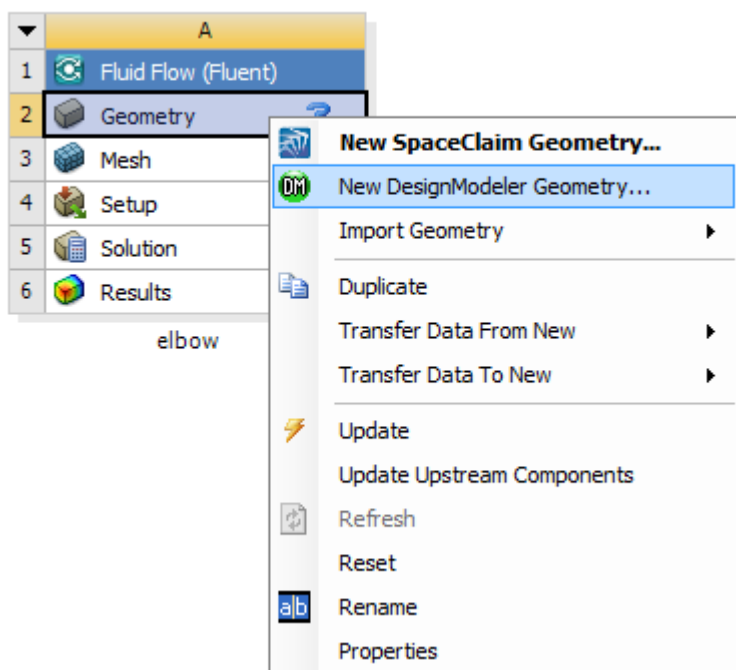 A
1 Fluid Flow (Fluent)
2 Geometry ?
3 Mesh
4 Setup
5 Solution
6 Results
elbow
New SpaceClaim Geometry...
DM New DesignModeler Geometry...
Import Geometry
Duplicate
Transfer Data From New
Transfer Data To New
Update
Update Upstream Components
Refresh
Reset
a|b Rename
Properties